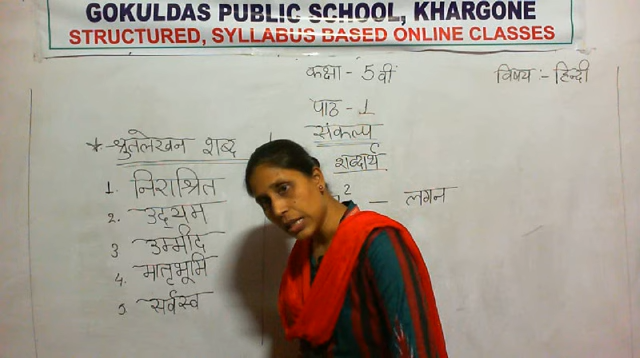 GOKULDAS PUBLIC SCHOOL, KHARGONE
STRUCTURED, SYLLABUS BASED ONLINE CLASSES
कक्षा - 5 वीं
विषय :- हिन्दी
पाठ - 1
संकल्प
* श्रुतलेखन शब्द
शब्दार्थ
1. निराश्रित
2. उद्यम
3 उम्मीद
4. मातृभूमि
5 सर्वस्व
2 — लगन